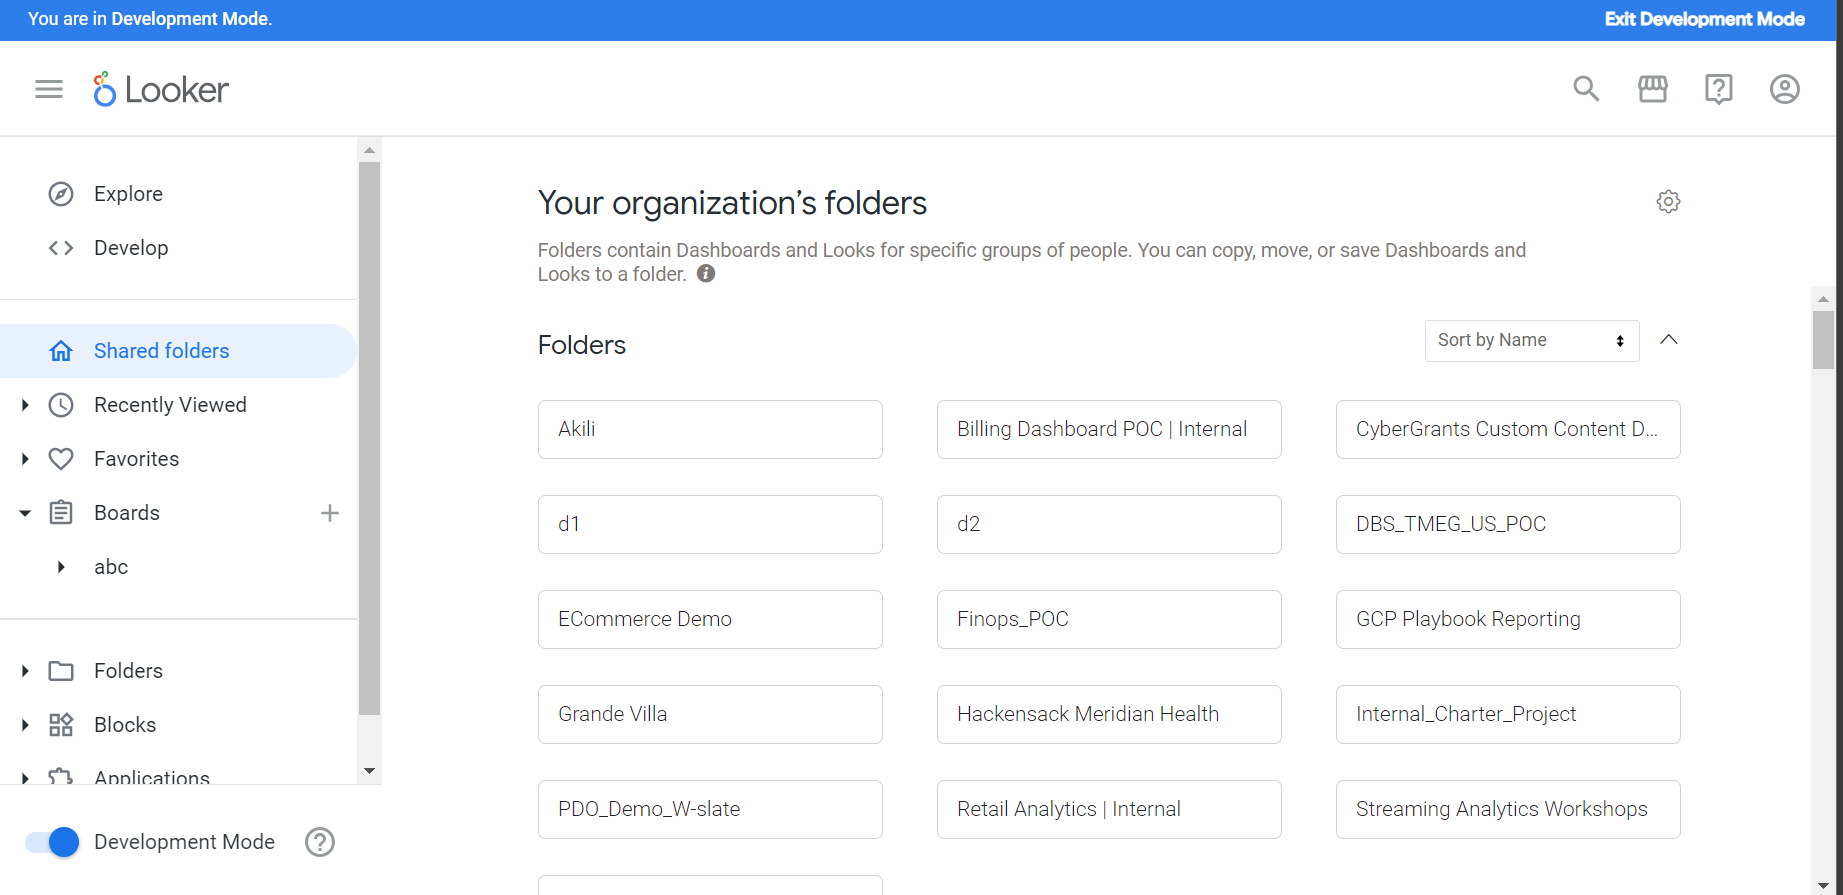 You are in Development Mode.
Exit Development Mode
Looker
Explore
Develop
Shared folders
Recently Viewed
Favorites
Boards
abc
Folders
Blocks
Applications
Development Mode
Your organization’s folders
Folders contain Dashboards and Looks for specific groups of people. You can copy, move, or save Dashboards and
Looks to a folder.
Folders
Sort by Name
Akili
Billing Dashboard POC | Internal
CyberGrants Custom Content D...
d1
d2
DBS_TMEG_US_POC
ECommerce Demo
Finops_POC
GCP Playbook Reporting
Grande Villa
Hackensack Meridian Health
Internal_Charter_Project
PDO_Demo_W-slate
Retail Analytics | Internal
Streaming Analytics Workshops